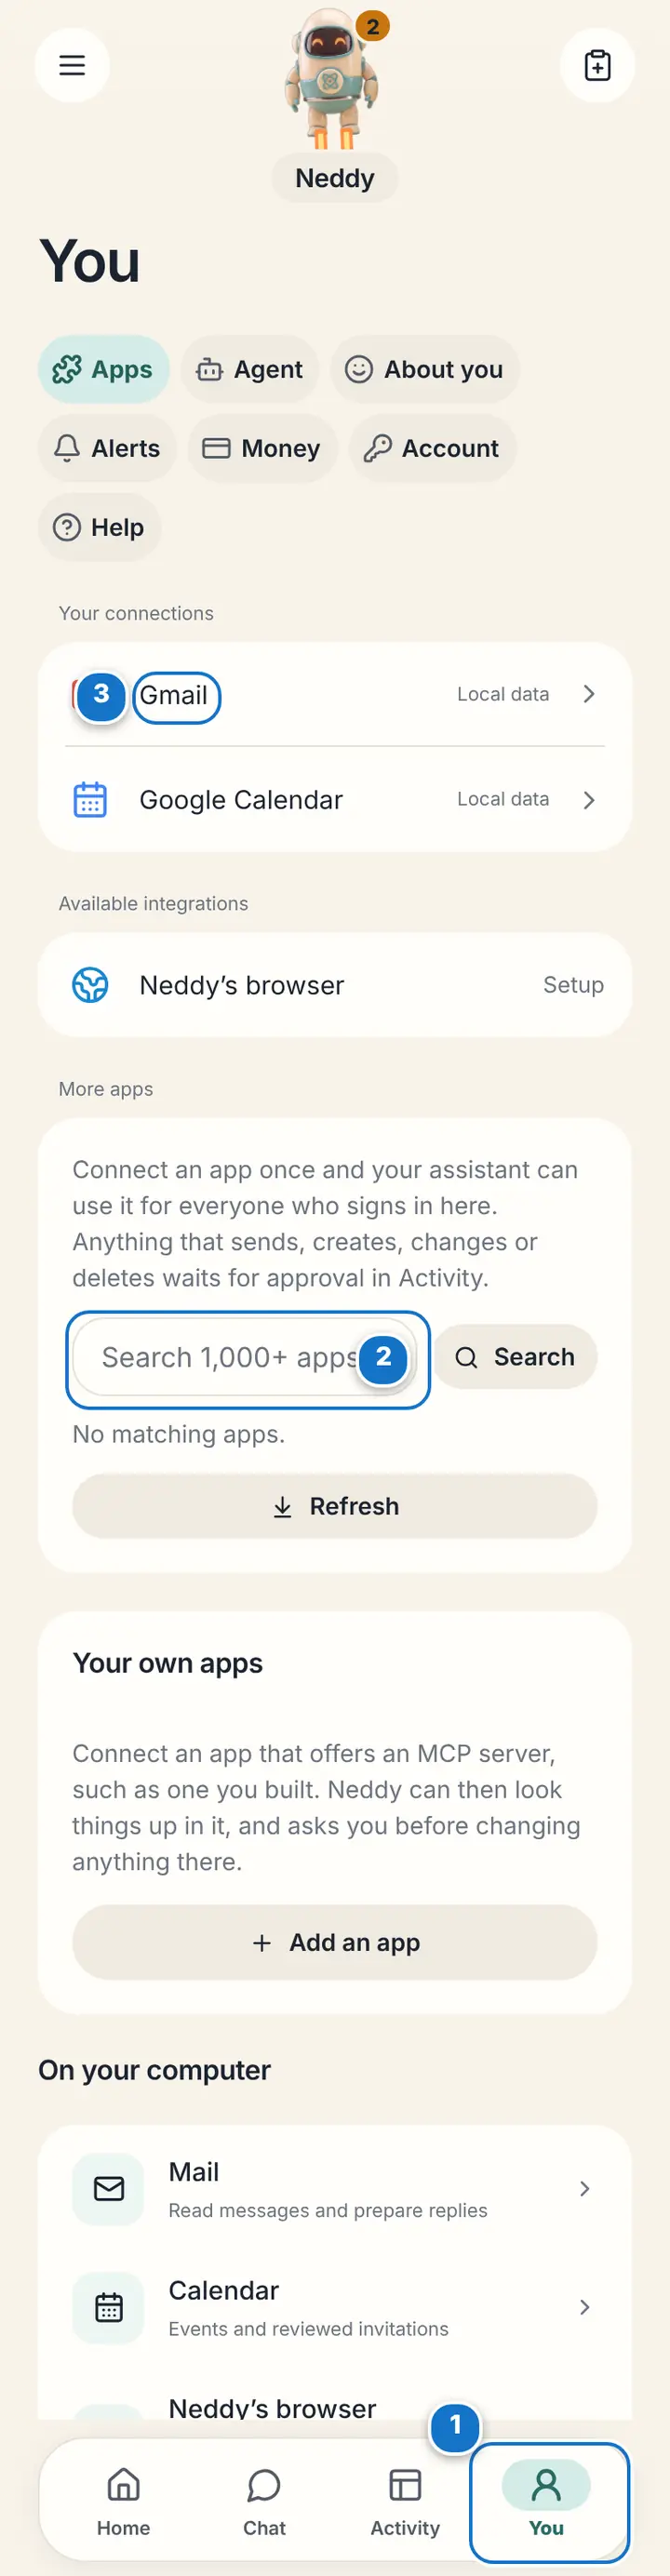 2
Neddy
You
Apps
Agent
About you
Alerts
Money
Account
Help
Your connections
3
Gmail
Local data
Google Calendar
Local data
Available integrations
Neddy’s browser
Setup
More apps
Connect an app once and your assistant can
use it for everyone who signs in here.
Anything that sends, creates, changes or
deletes waits for approval in Activity.
Search 1,000+ apps
2
Search
No matching apps.
Refresh
Your own apps
Connect an app that offers an MCP server,
such as one you built. Neddy can then look
things up in it, and asks you before changing
anything there.
Add an app
On your computer
Mail
Read messages and prepare replies
Calendar
Events and reviewed invitations
Neddy’s browser
1
Home
Chat
Activity
You